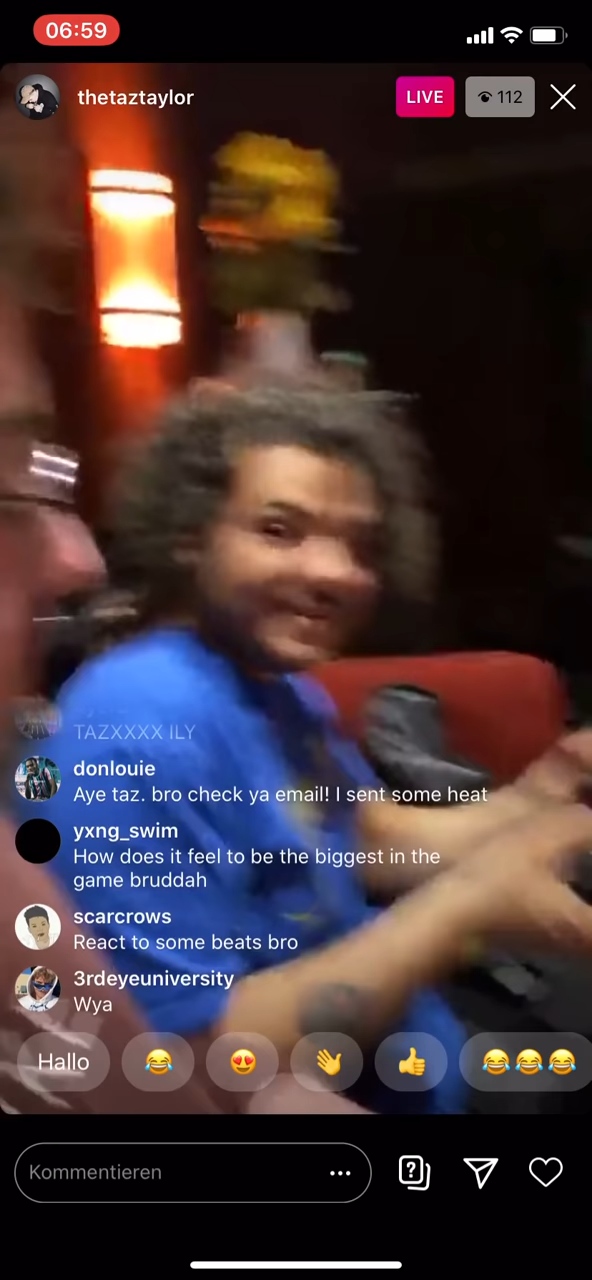 06:59
thetaztaylor
LIVE
112
TAZXXXX ILY
donlouie
Aye taz. bro check ya email! I sent some heat
yxng_swim
How does it feel to be the biggest in the
game bruddah
scarcrows
React to some beats bro
3rdeyeuniversity
Wya
Hallo 😂 😍 👋 👍 😂😂😂
Kommentieren